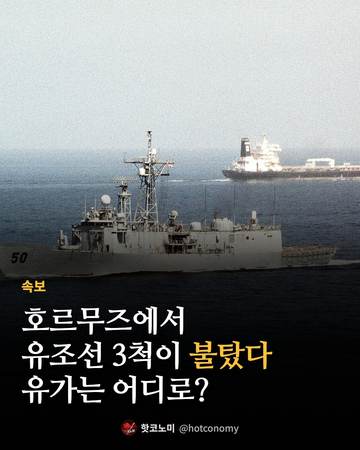 50
속보
호르무즈에서
유조선 3척이 불탔다
유가는 어디로?
핫코노미 @hotconomy